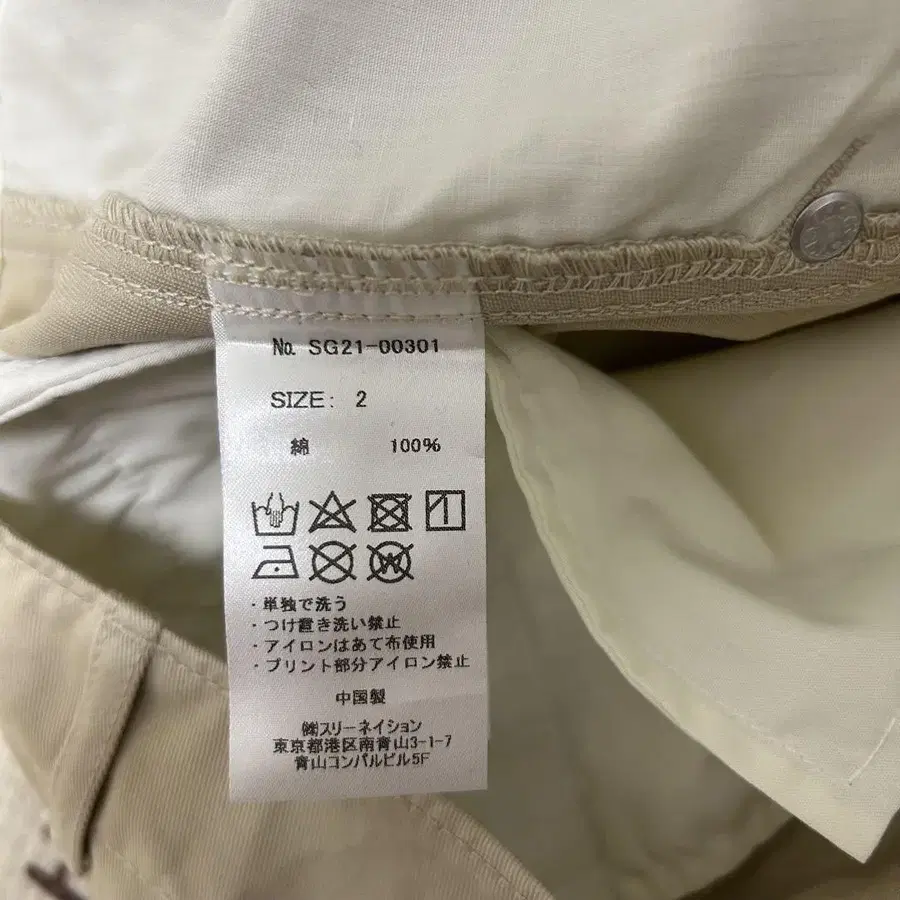 № SG21-00301
SIZE: 2
綿 100%
・単独で洗う
・つけ置き洗い禁止
・アイロンはあて布使用
・プリント部分アイロン禁止
中国製
㈱スリーネイション
東京都港区南青山3-1-7
青山コンパルビル5F